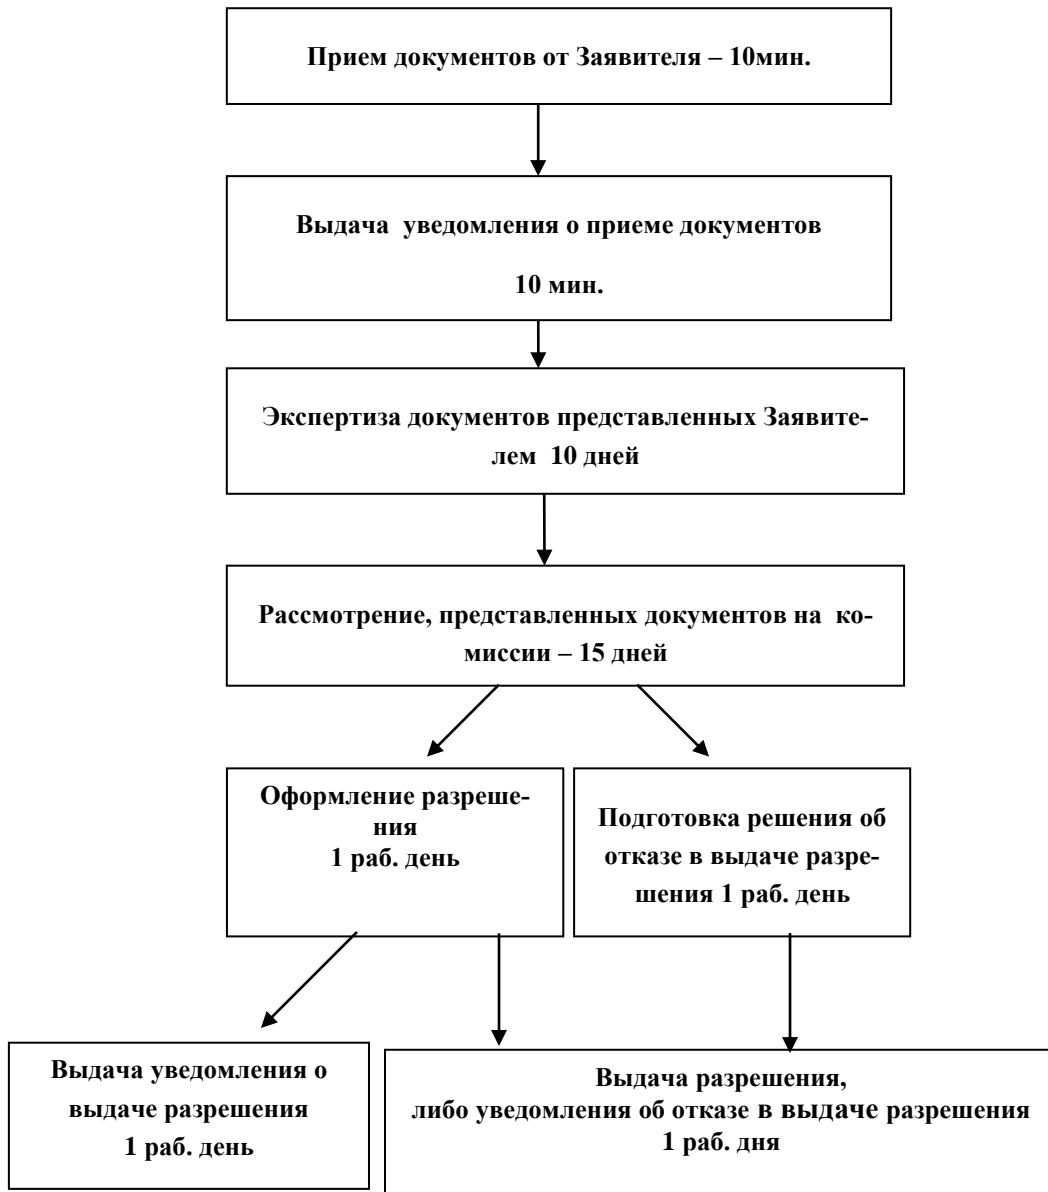 Прием документов от Заявителя – 10мин.
Выдача уведомления о приеме документов
10 мин.
Экспертиза документов представленных Заявите-
лем 10 дней
Рассмотрение, представленных документов на ко-
миссии – 15 дней
Оформление разреше-
ния
1 раб. день
Подготовка решения об
отказе в выдаче разре-
шения 1 раб. день
Выдача уведомления о
выдаче разрешения
1 раб. день
Выдача разрешения,
либо уведомления об отказе в выдаче разрешения
1 раб. дня